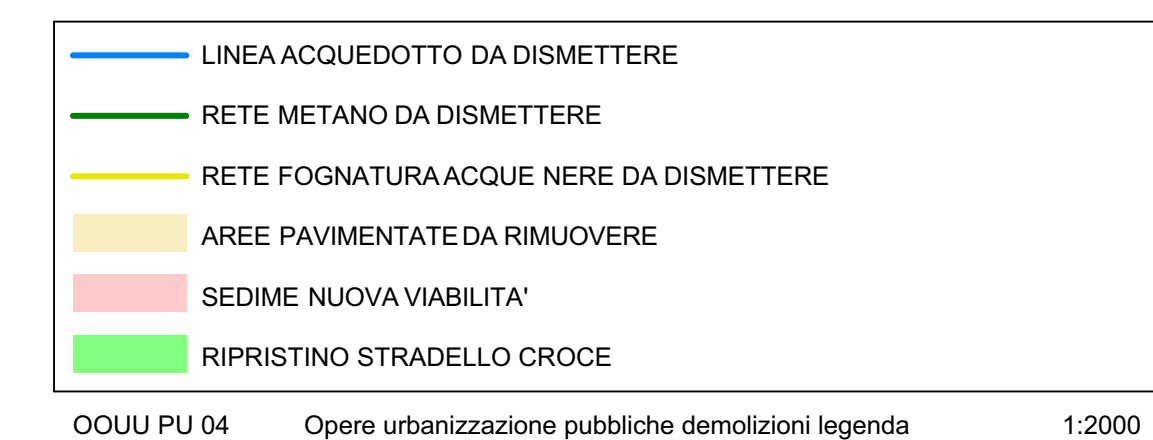 LINEA ACQUEDOTTO DA DISMETTERE
RETE METANO DA DISMETTERE
RETE FOGNATURA ACQUE NERE DA DISMETTERE
AREE PAVIMENTATE DA RIMUOVERE
SEDIME NUOVA VIABILITA'
RIPRISTINO STRADELLO CROCE
OOUU PU 04 Opere urbanizzazione pubbliche demolizioni legenda 1:2000